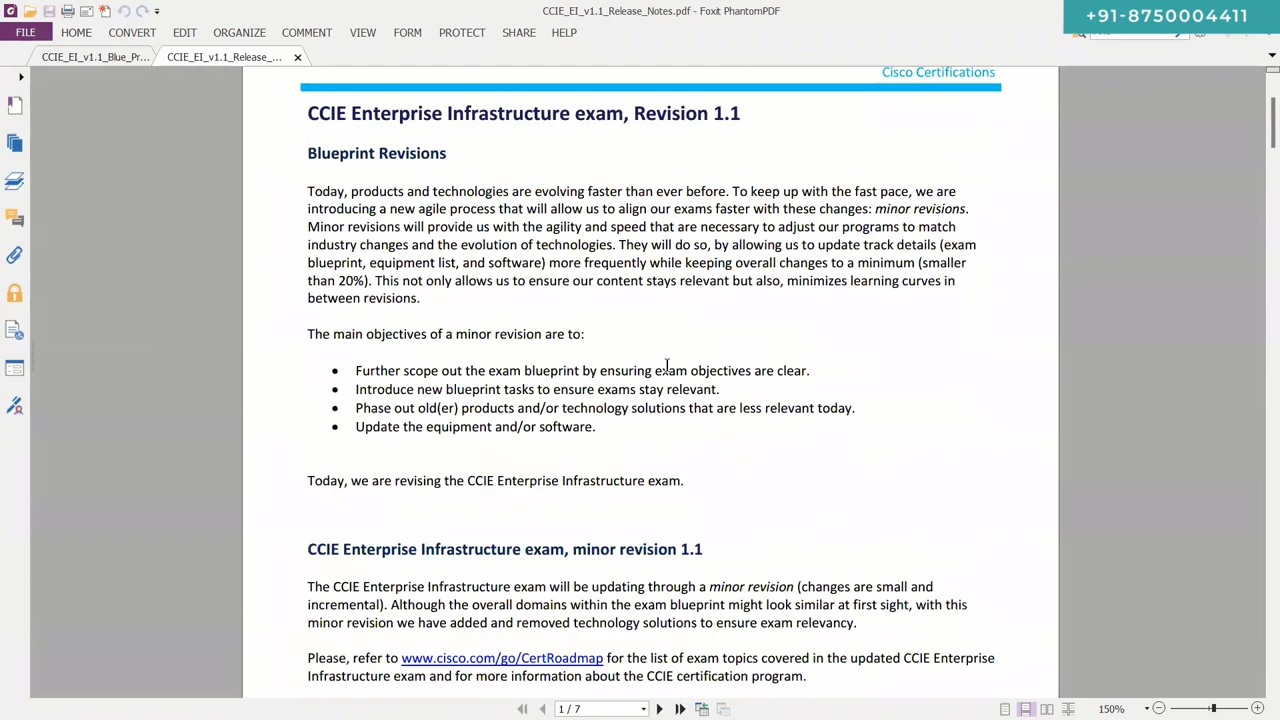 CCIE_EI_v1.1_Release_Notes.pdf - Foxit PhantomPDF
+91-8750004411
FILE HOME CONVERT EDIT ORGANIZE COMMENT VIEW FORM PROTECT SHARE HELP
CCIE_EI_v1.1_Blue_Pr... CCIE_EI_v1.1_Release_...
Cisco Certifications
CCIE Enterprise Infrastructure exam, Revision 1.1
Blueprint Revisions
Today, products and technologies are evolving faster than ever before. To keep up with the fast pace, we are
introducing a new agile process that will allow us to align our exams faster with these changes: minor revisions.
Minor revisions will provide us with the agility and speed that are necessary to adjust our programs to match
industry changes and the evolution of technologies. They will do so, by allowing us to update track details (exam
blueprint, equipment list, and software) more frequently while keeping overall changes to a minimum (smaller
than 20%). This not only allows us to ensure our content stays relevant but also, minimizes learning curves in
between revisions.
The main objectives of a minor revision are to:
• Further scope out the exam blueprint by ensuring exam objectives are clear.
• Introduce new blueprint tasks to ensure exams stay relevant.
• Phase out old(er) products and/or technology solutions that are less relevant today.
• Update the equipment and/or software.
Today, we are revising the CCIE Enterprise Infrastructure exam.
CCIE Enterprise Infrastructure exam, minor revision 1.1
The CCIE Enterprise Infrastructure exam will be updating through a minor revision (changes are small and
incremental). Although the overall domains within the exam blueprint might look similar at first sight, with this
minor revision we have added and removed technology solutions to ensure exam relevancy.
Please, refer to www.cisco.com/go/CertRoadmap for the list of exam topics covered in the updated CCIE Enterprise
Infrastructure exam and for more information about the CCIE certification program.
1 / 7
150%